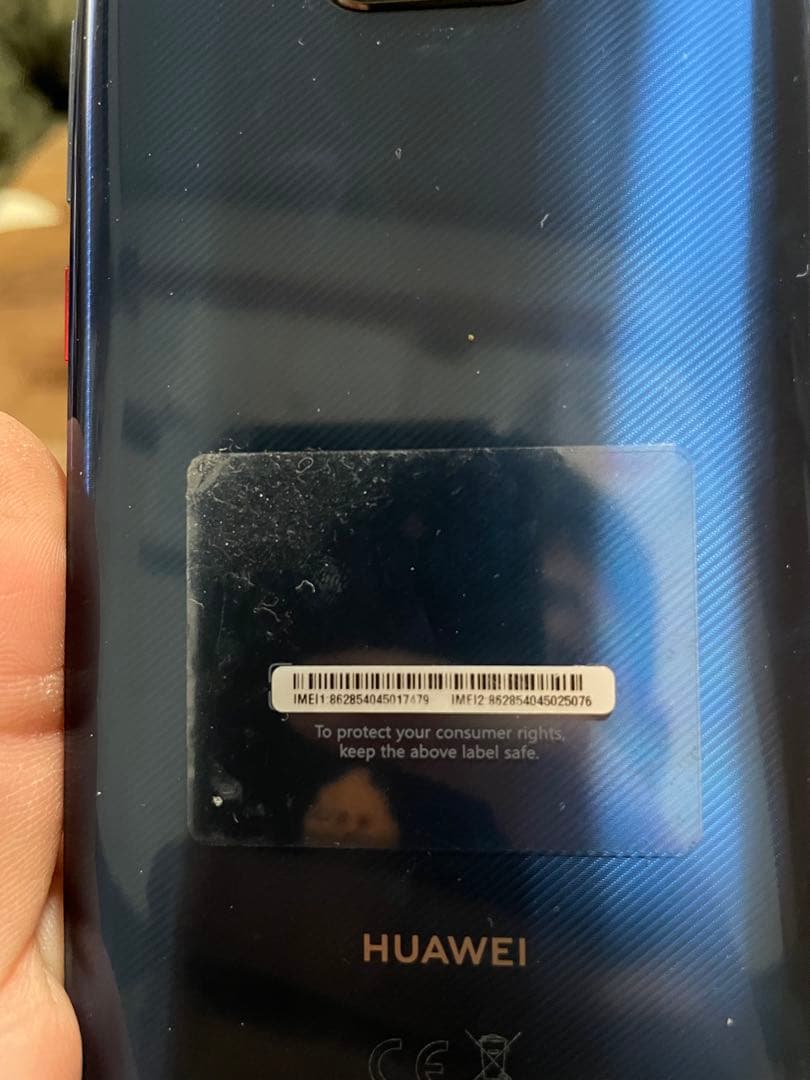 IMEI1:862854045017479 IMEI2:862854045025076
To protect your consumer rights,
keep the above label safe.
HUAWEI
CE